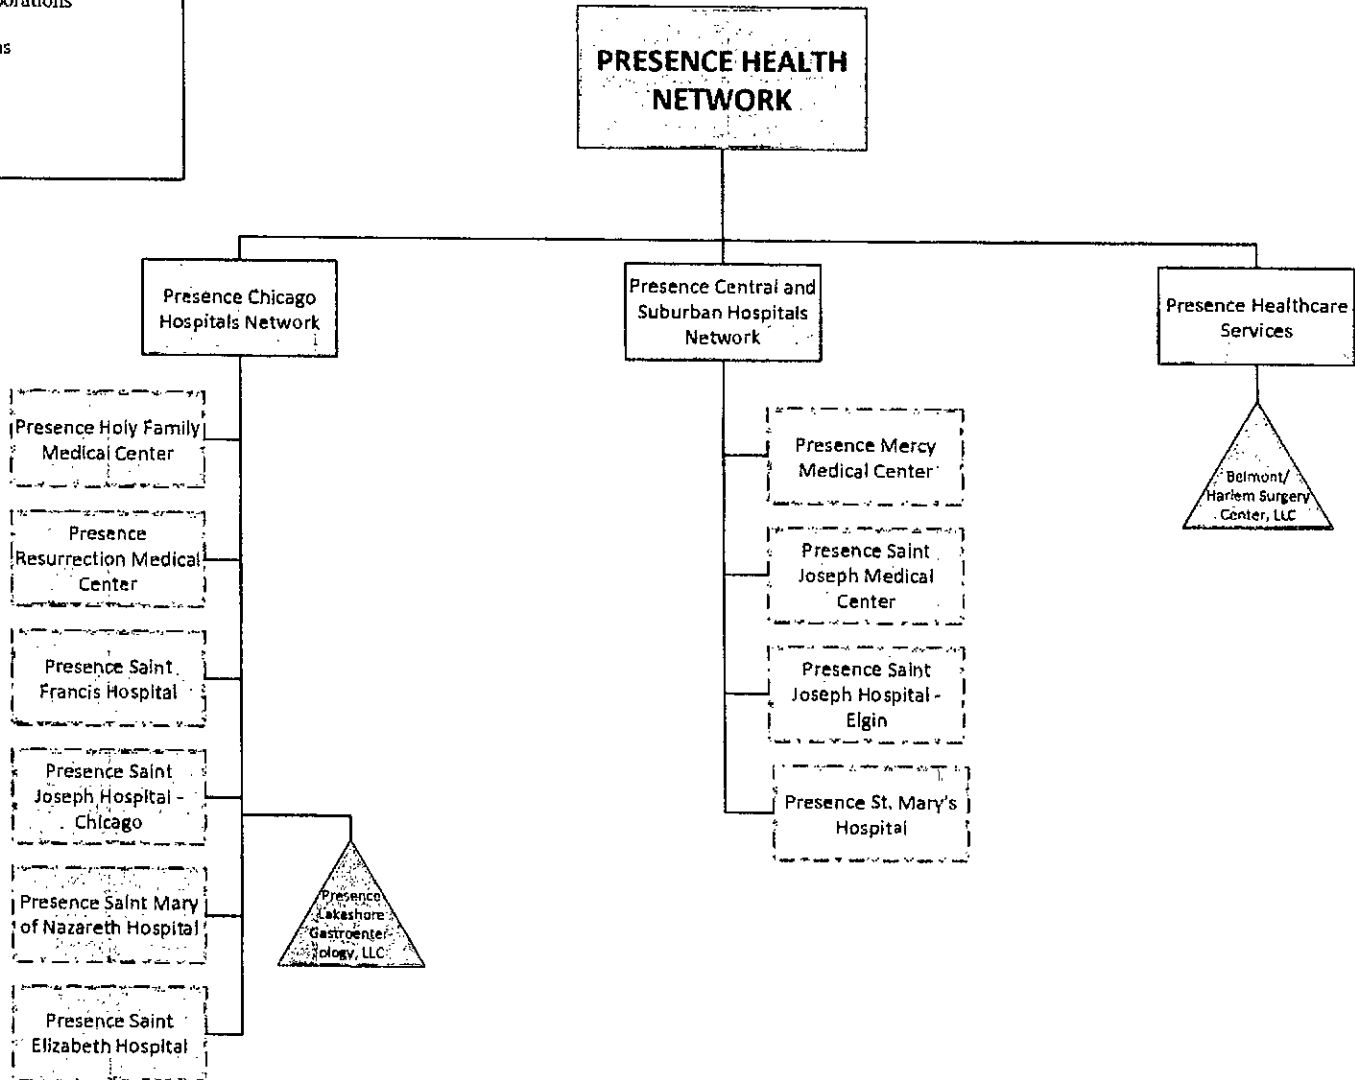 PRESENCE HEALTH
NETWORK
Presence Chicago
Hospitals Network
Presence Central and
Suburban Hospitals
Network
Presence Healthcare
Services
Presence Holy Family
Medical Center
Presence
Resurrection Medical
Center
Presence Saint
Francis Hospital
Presence Saint
Joseph Hospital -
Chicago
Presence Saint Mary
of Nazareth Hospital
Presence Saint
Elizabeth Hospital
Presence
Lakeshore
Gastroenter
ology, LLC
Presence Mercy
Medical Center
Presence Saint
Joseph Medical
Center
Presence Saint
Joseph Hospital -
Elgin
Presence St. Mary's
Hospital
Belmont/
Harlem Surgery
Center, LLC